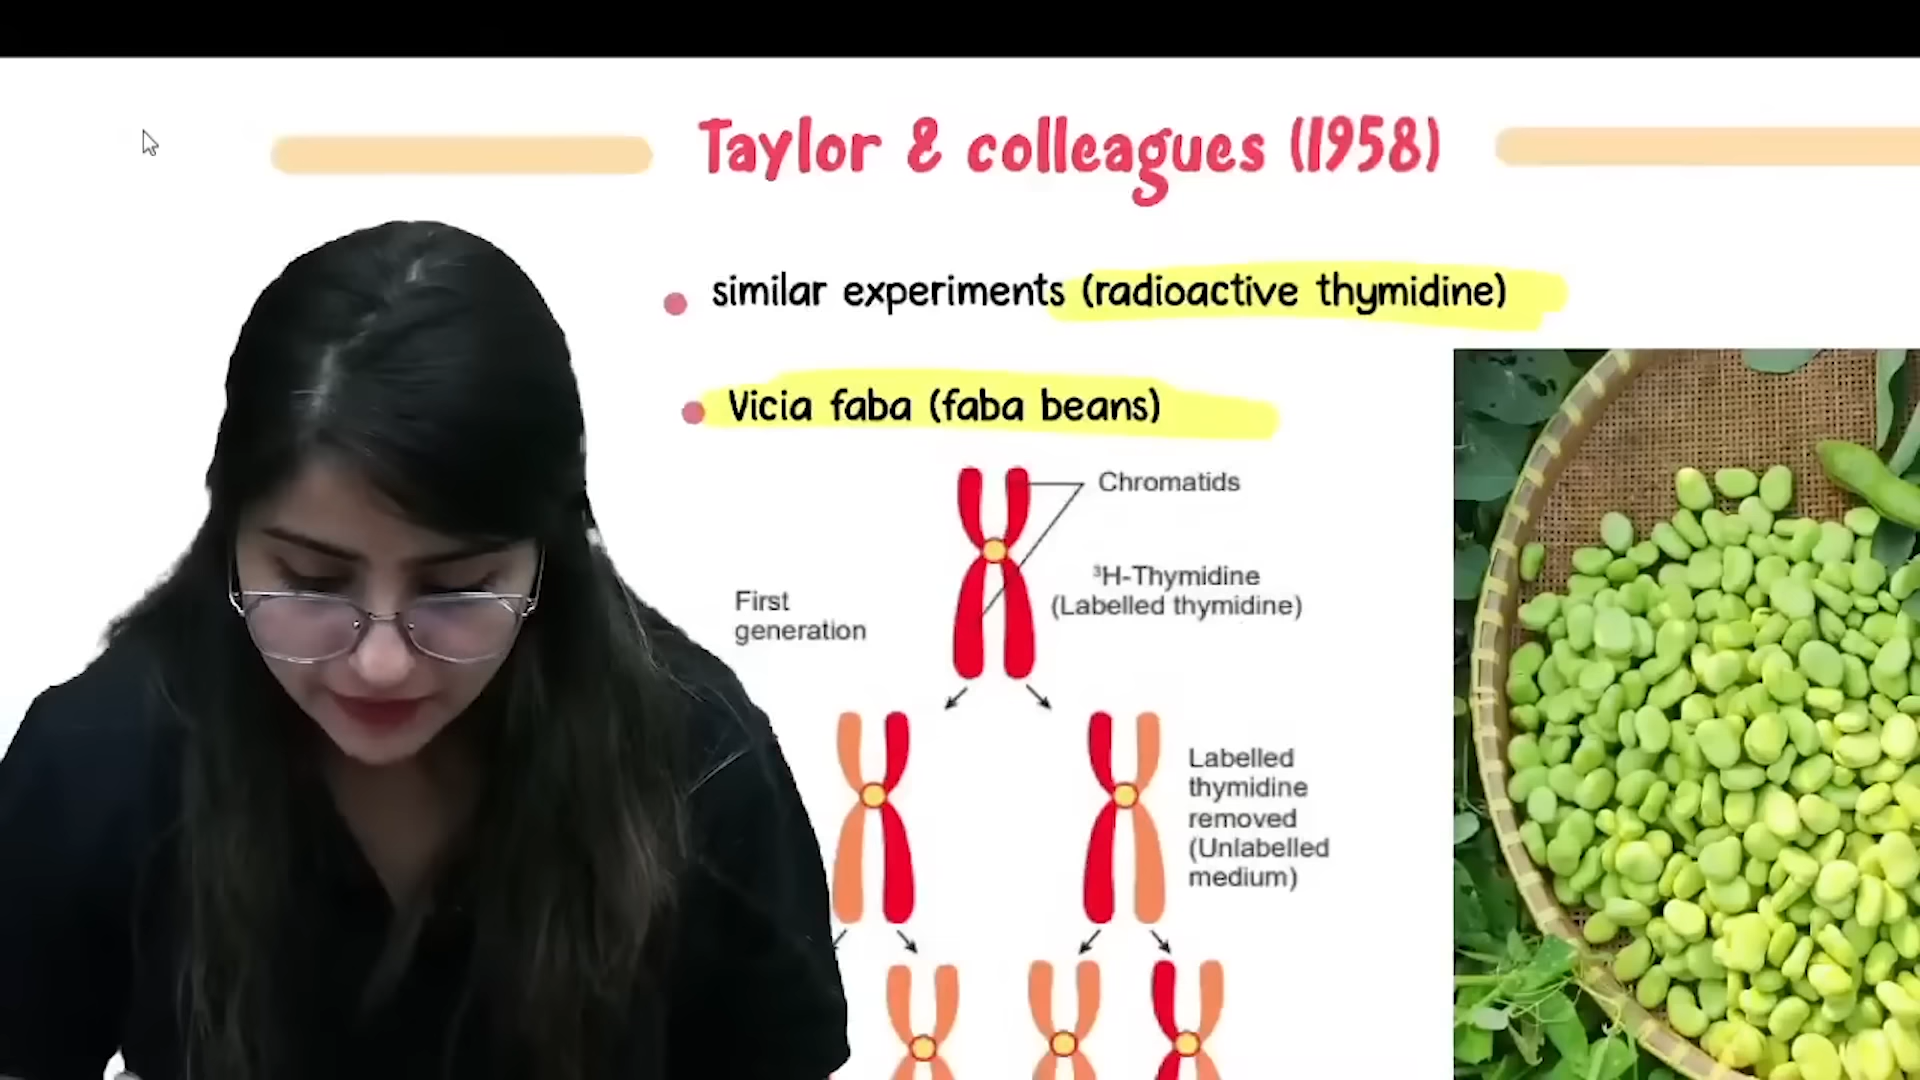 Taylor & colleagues (1958)
similar experiments (radioactive thymidine)
Vicia faba (faba beans)
Chromatids
³H-Thymidine
(Labelled thymidine)
First
generation
Labelled
thymidine
removed
(Unlabelled
medium)